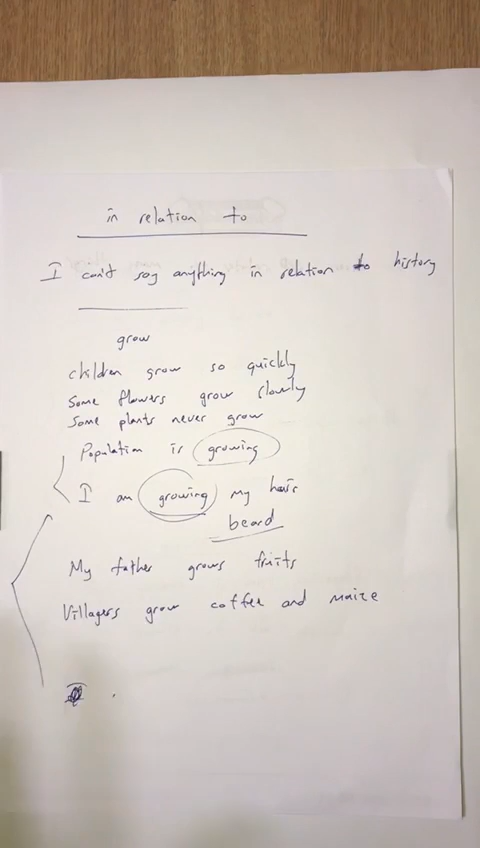 in relation to
I can't say anything in relation to history
grow
children grow so quickly
Some flowers grow slowly
Some plants never grow
Population is growing
I am growing my hair
beard
My father grows fruits
Villagers grow coffee and maize